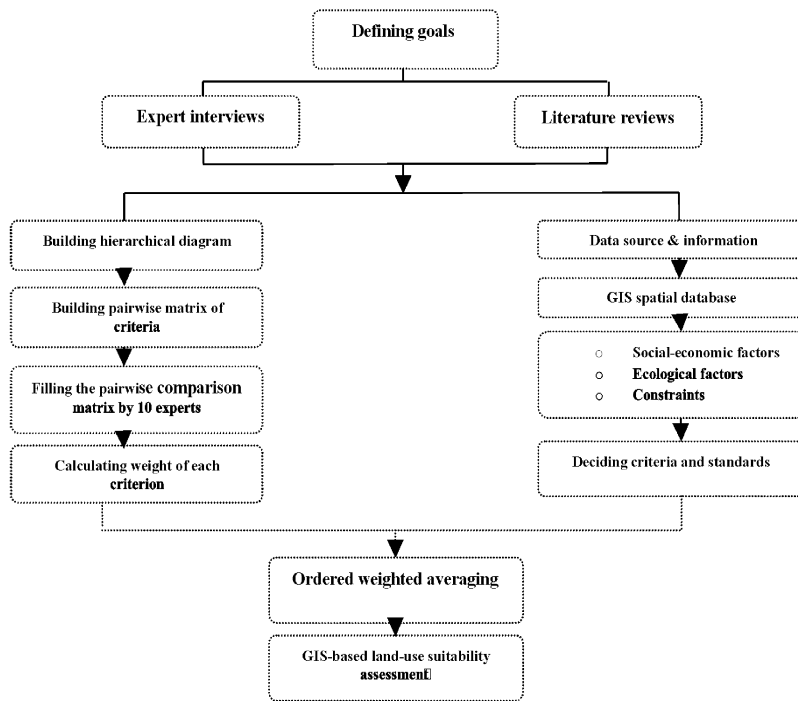 Defining goals
Expert interviews
Literature reviews
Building hierarchical diagram
Building pairwise matrix of
criteria
Filling the pairwise comparison
matrix by 10 experts
Calculating weight of each
criterion
Data source & information
GIS spatial database
Social-economic factors
Ecological factors
Constraints
Deciding criteria and standards
Ordered weighted averaging
GIS-based land-use suitability
assessment